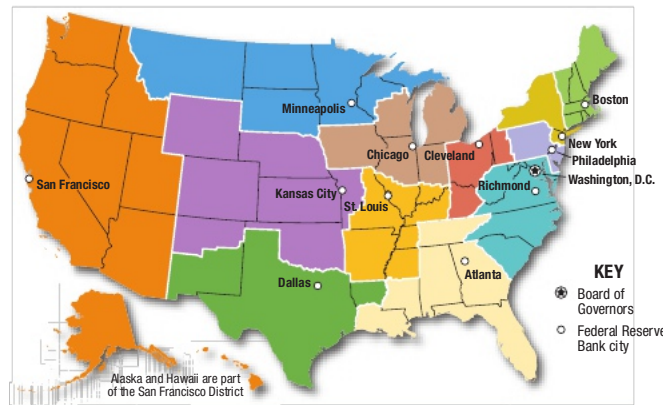 Minneapolis
Boston
New York
Chicago
Cleveland
Philadelphia
Washington, D.C.
San Francisco
Kansas City
Richmond
St. Louis
Atlanta
Dallas
KEY
Board of
Governors
Federal Reserve
Bank city
Alaska and Hawaii are part
of the San Francisco District